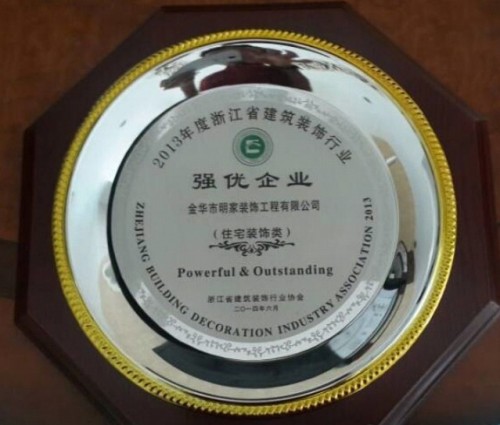 2013年度浙江省建筑装饰行业
强优企业
金华市明家装饰工程有限公司
(住宅装饰类)
Powerful & Outstanding
浙江省建筑装饰行业协会
二〇一四年六月
ZHEJIANG BUILDING DECORATION INDUSTRY ASSOCIATION 2013